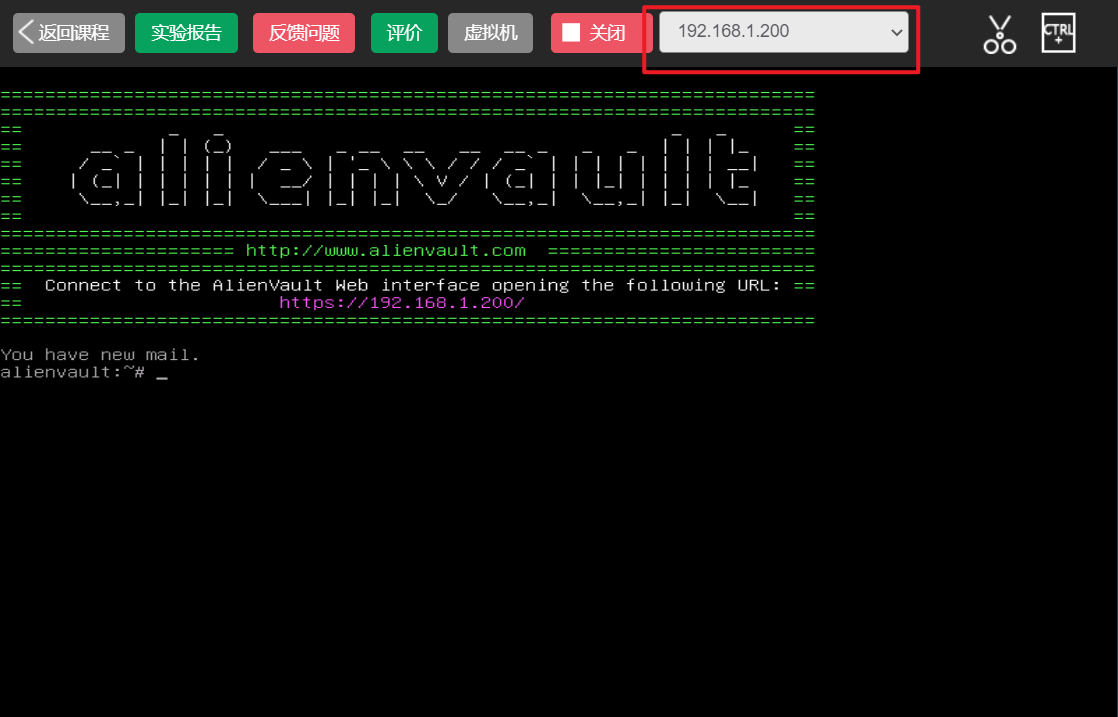 返回课程 实验报告 反馈问题 评价 虚拟机 关闭 192.168.1.200 CTRL +
===========================================================================
===========================================================================
alienvault
===========================================================================
===================== http://www.alienvault.com ========================
===========================================================================
== Connect to the AlienVault Web interface opening the following URL: ==
== https://192.168.1.200/ ==
===========================================================================
You have new mail.
alienvault:~# _